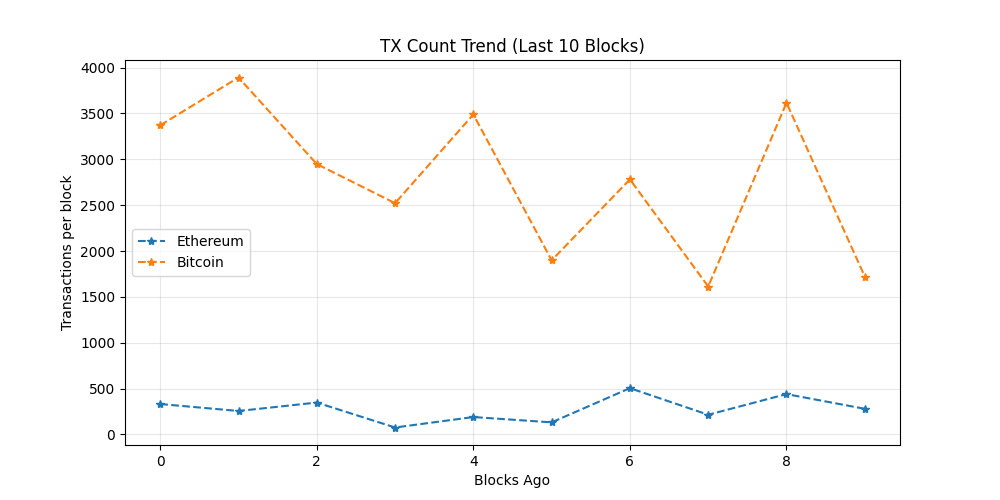 TX Count Trend (Last 10 Blocks)
Transactions per block
4000
3500
3000
2500
2000
1500
1000
500
0
Ethereum
Bitcoin
0 2 4 6 8
Blocks Ago